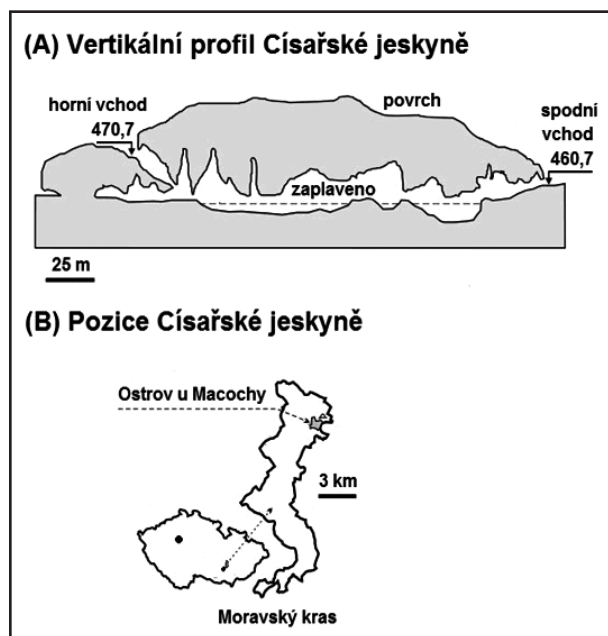 (A) Vertikální profil Císařské jeskyně
horní vchod
470,7
povrch
spodní
vchod
460,7
zaplaveno
25 m
(B) Pozice Císařské jeskyně
Ostrov u Macochy
3 km
Moravský kras